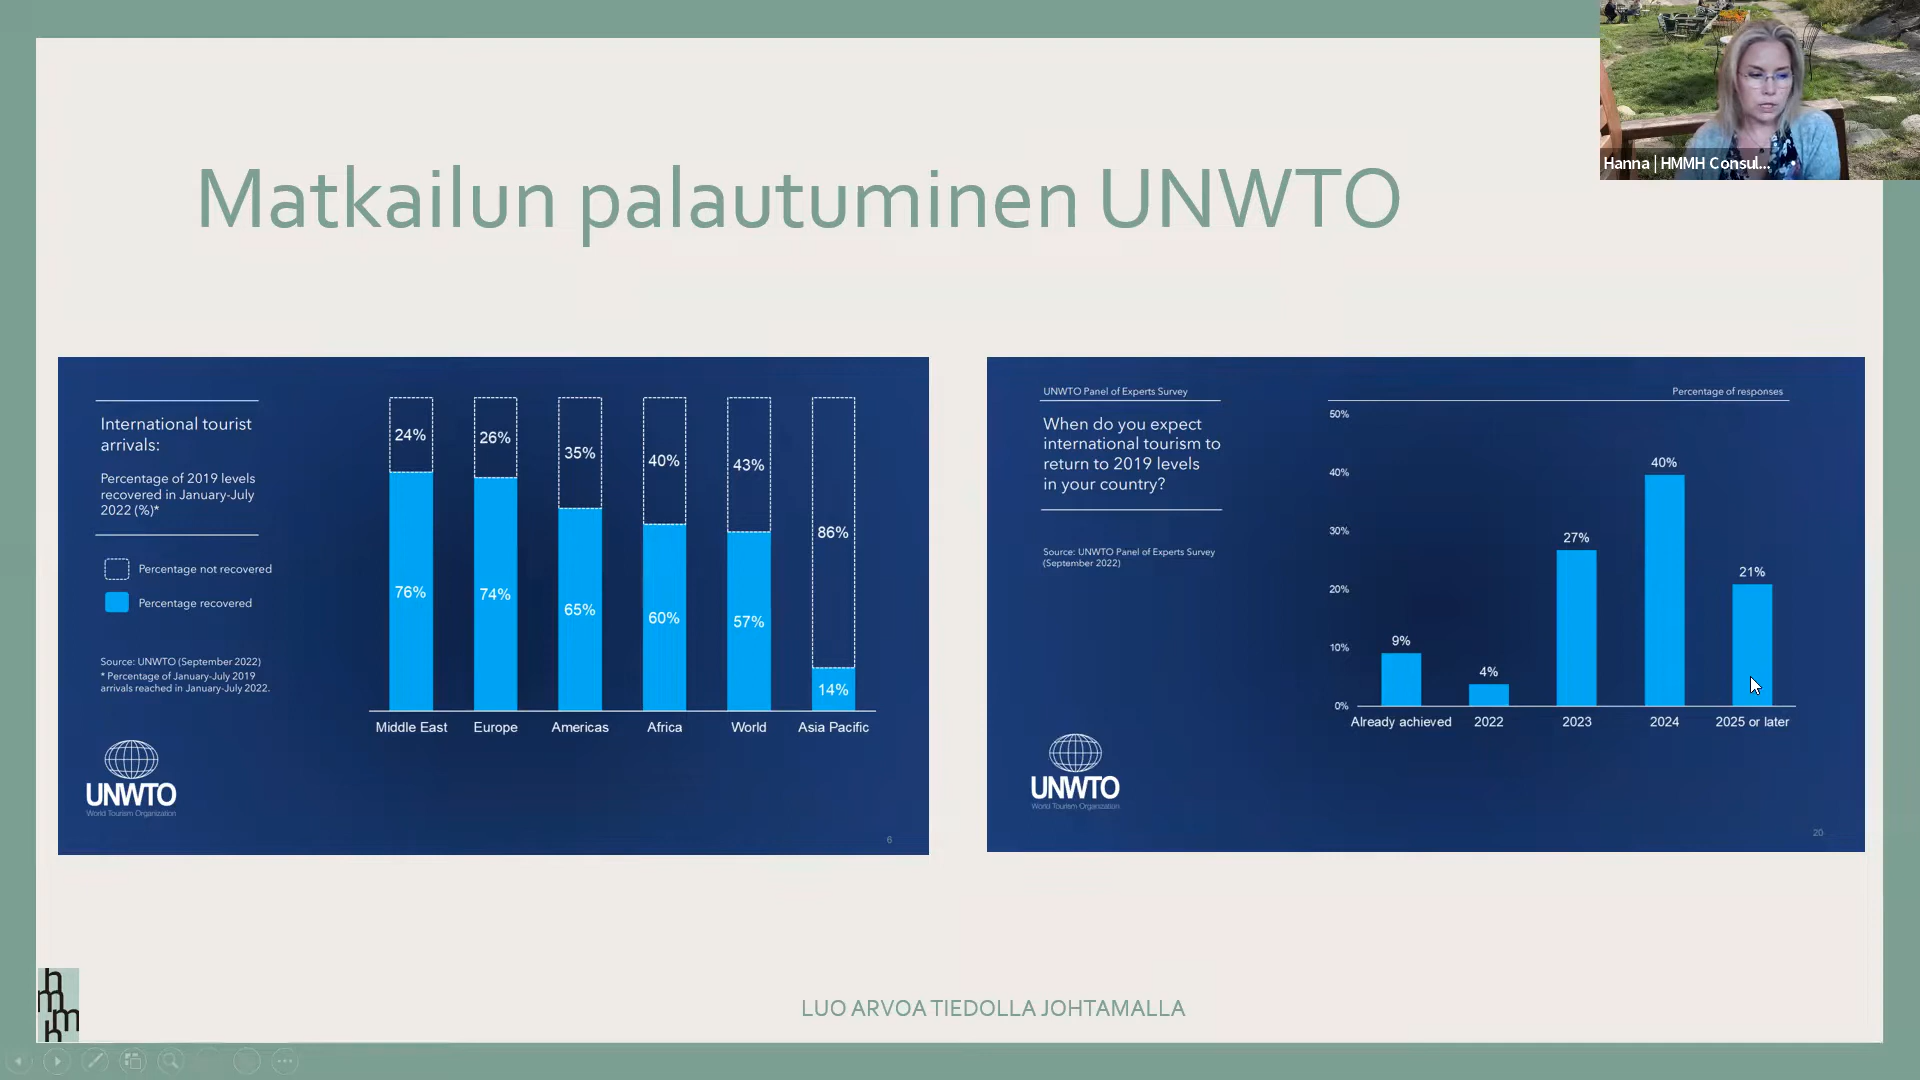 Hanna | HMMH Consul...
Matkailun palautuminen UNWTO
International tourist
arrivals:
Percentage of 2019 levels
recovered in January-July
2022 (%)*
Percentage not recovered
Percentage recovered
Source: UNWTO (September 2022)
* Percentage of January-July 2019
arrivals reached in January-July 2022.
24% 26% 35% 40% 43% 86%
76% 74% 65% 60% 57% 14%
Middle East Europe Americas Africa World Asia Pacific
UNWTO
World Tourism Organization
6
UNWTO Panel of Experts Survey
Percentage of responses
When do you expect
international tourism to
return to 2019 levels
in your country?
Source: UNWTO Panel of Experts Survey
(September 2022)
50%
40%
30%
20%
10%
0%
9% 4% 27% 40% 21%
Already achieved 2022 2023 2024 2025 or later
UNWTO
World Tourism Organization
20
h
m
m
h
LUO ARVOA TIEDOLLA JOHTAMALLA